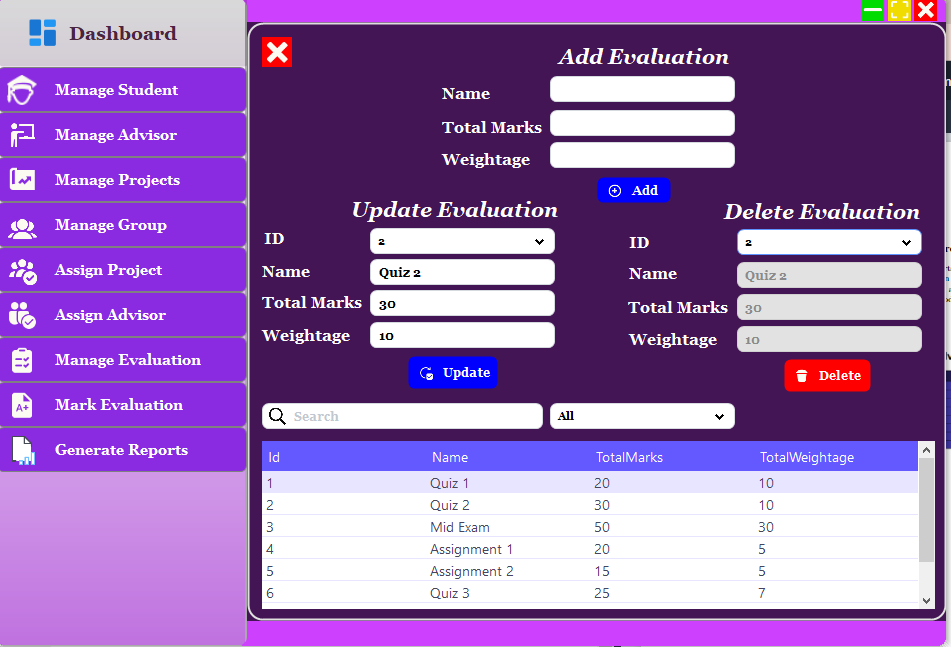 Dashboard
Manage Student
Manage Advisor
Manage Projects
Manage Group
Assign Project
Assign Advisor
Manage Evaluation
Mark Evaluation
A+
Generate Reports
Add Evaluation
Name
Total Marks
Weightage
Add
Update Evaluation
ID
2
Name
Quiz 2
Total Marks
30
Weightage
10
Update
Delete Evaluation
ID
2
Name
Quiz 2
Total Marks
30
Weightage
10
Delete
Search
All
Id Name TotalMarks TotalWeightage
1 Quiz 1 20 10
2 Quiz 2 30 10
3 Mid Exam 50 30
4 Assignment 1 20 5
5 Assignment 2 15 5
6 Quiz 3 25 7